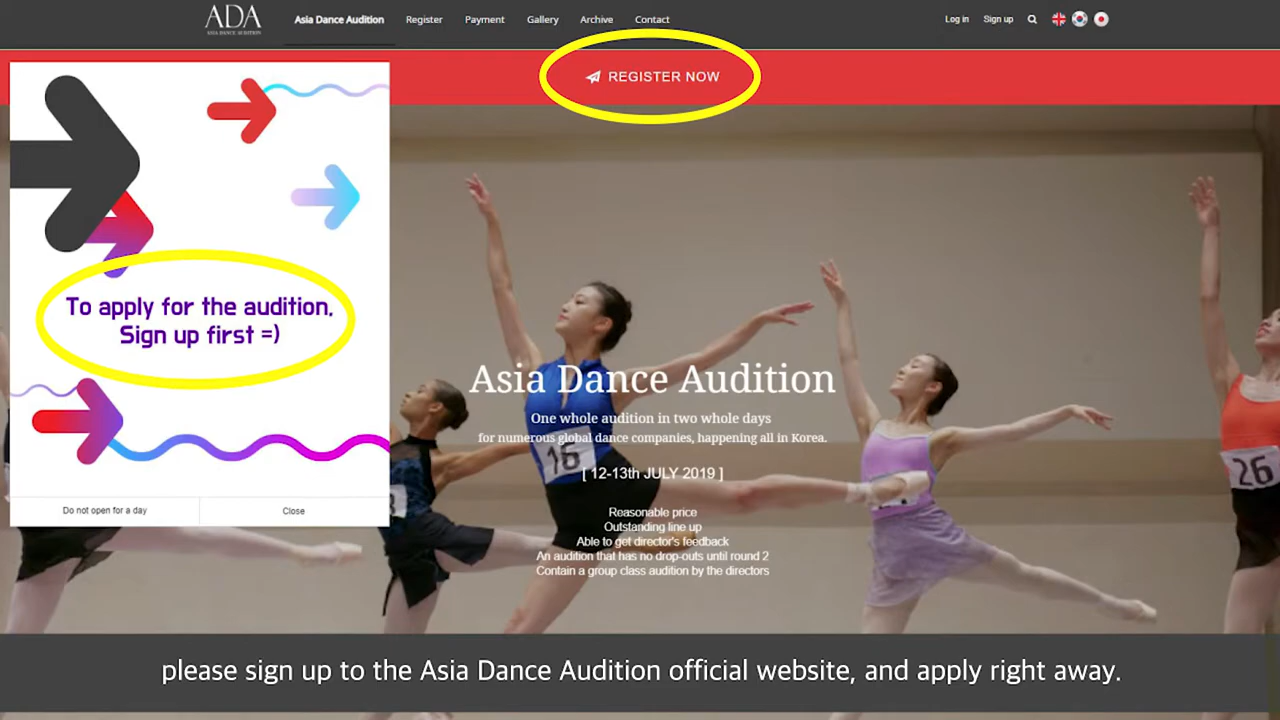 ADA
ASIA DANCE AUDITION
Asia Dance Audition
Register
Payment
Gallery
Archive
Contact
Log in
Sign up
REGISTER NOW
To apply for the audition,
Sign up first =)
Do not open for a day
Close
Asia Dance Audition
One whole audition in two whole days
for numerous global dance companies, happening all in Korea.
[ 12-13th JULY 2019 ]
Reasonable price
Outstanding line up
Able to get director's feedback
An audition that has no drop-outs until round 2
Contain a group class audition by the directors
16
26
please sign up to the Asia Dance Audition official website, and apply right away.